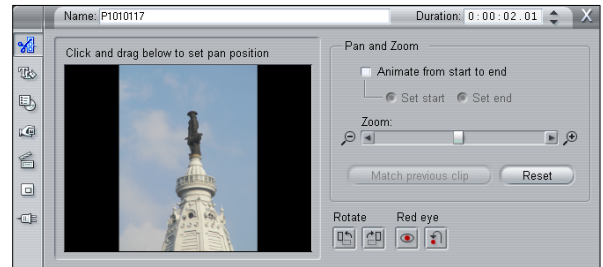 Name: P1010117
Duration: 0:00:02.01
X
Click and drag below to set pan position
Pan and Zoom
Animate from start to end
Set start
Set end
Zoom:
Match previous clip
Reset
Rotate
Red eye